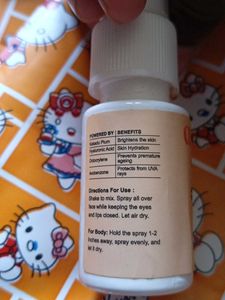 POWERED BY BENEFITS
Kakadu Plum Brightens the skin
Hyaluronic Acid Skin Hydration
Octocrylene Prevents premature
ageing
Avobenzone Protects from UVA
rays
Directions For Use :
Shake to mix. Spray all over
face while keeping the eyes
and lips closed. Let air dry.
For Body: Hold the spray 1-2
inches away, spray evenly, and
let it dry.